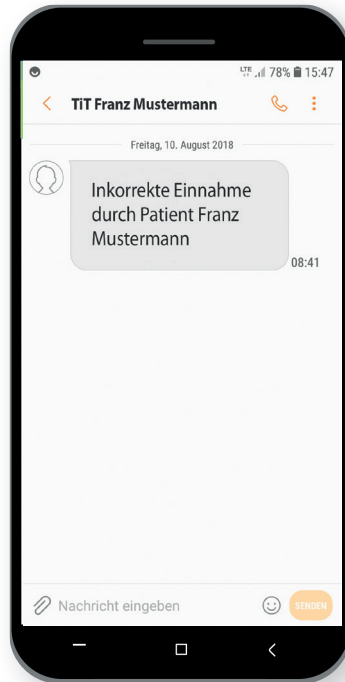 LTE 78% 15:47
TiT Franz Mustermann
Freitag, 10. August 2018
Inkorrekte Einnahme
durch Patient Franz
Mustermann
08:41
Nachricht eingeben
SENDEN